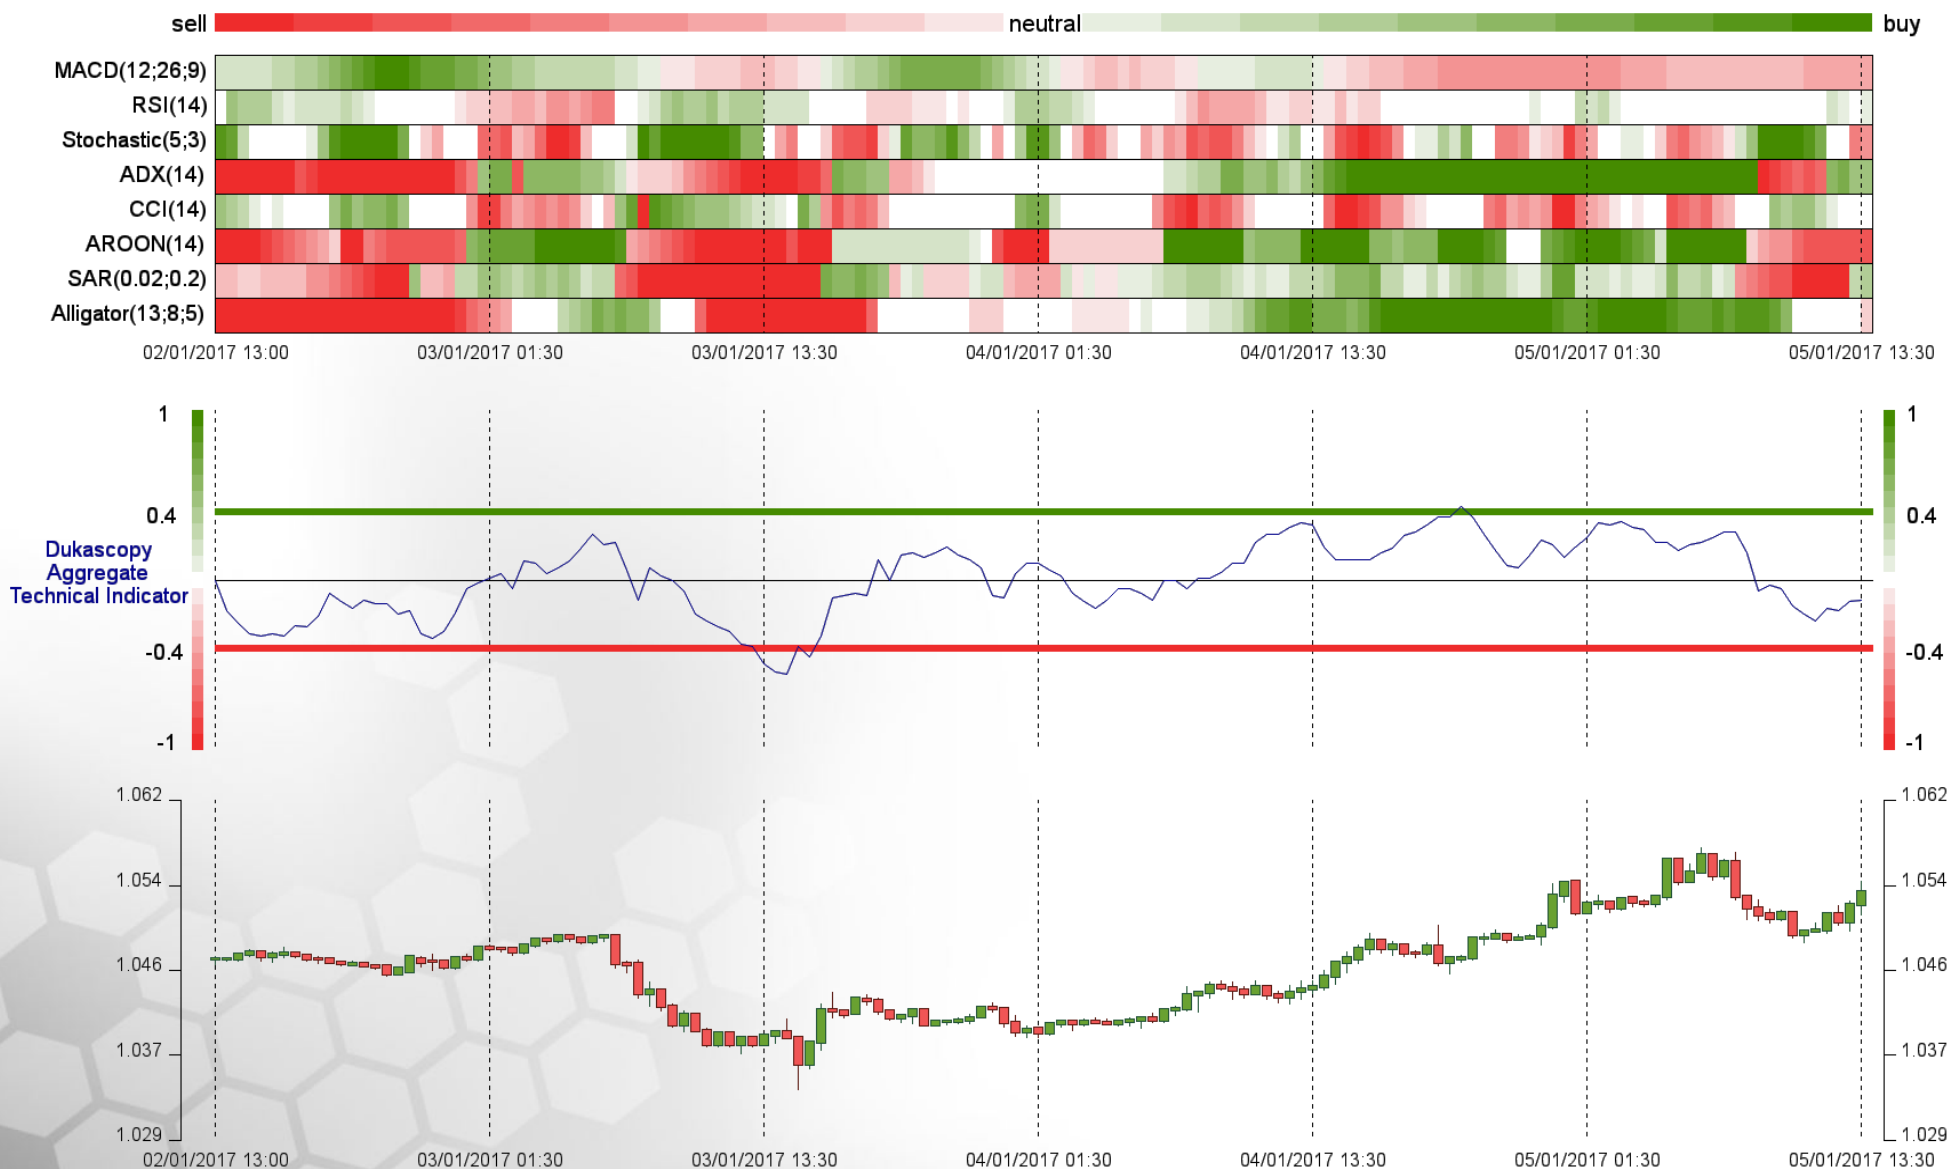 sell neutral buy
MACD(12;26;9)
RSI(14)
Stochastic(5;3)
ADX(14)
CCI(14)
AROON(14)
SAR(0.02;0.2)
Alligator(13;8;5)
02/01/2017 13:00 03/01/2017 01:30 03/01/2017 13:30 04/01/2017 01:30 04/01/2017 13:30 05/01/2017 01:30 05/01/2017 13:30
1 1
0.4 0.4
Dukascopy
Aggregate
Technical Indicator
-0.4 -0.4
-1 -1
1.062 1.062
1.054 1.054
1.046 1.046
1.037 1.037
1.029 1.029
02/01/2017 13:00 03/01/2017 01:30 03/01/2017 13:30 04/01/2017 01:30 04/01/2017 13:30 05/01/2017 01:30 05/01/2017 13:30